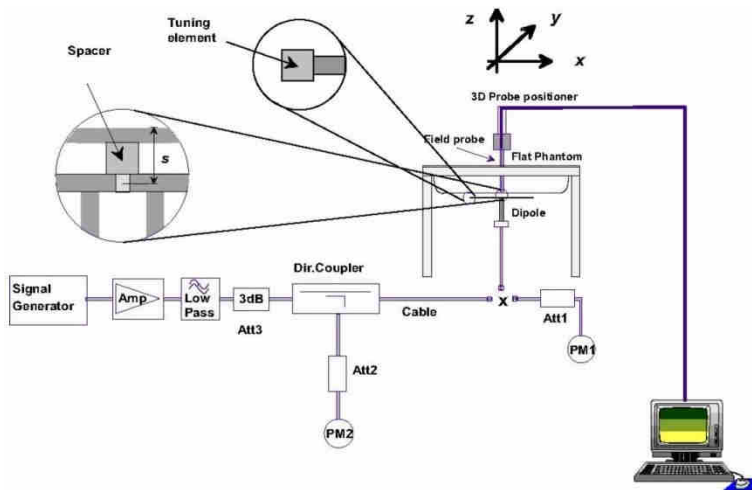 Tuning
element
Spacer
s
z
y
x
3D Probe positioner
Field probe
Flat Phantom
Dipole
Dir.Coupler
Signal
Generator
Amp
Low
Pass
3dB
Att3
Cable
x
Att1
PM1
Att2
PM2